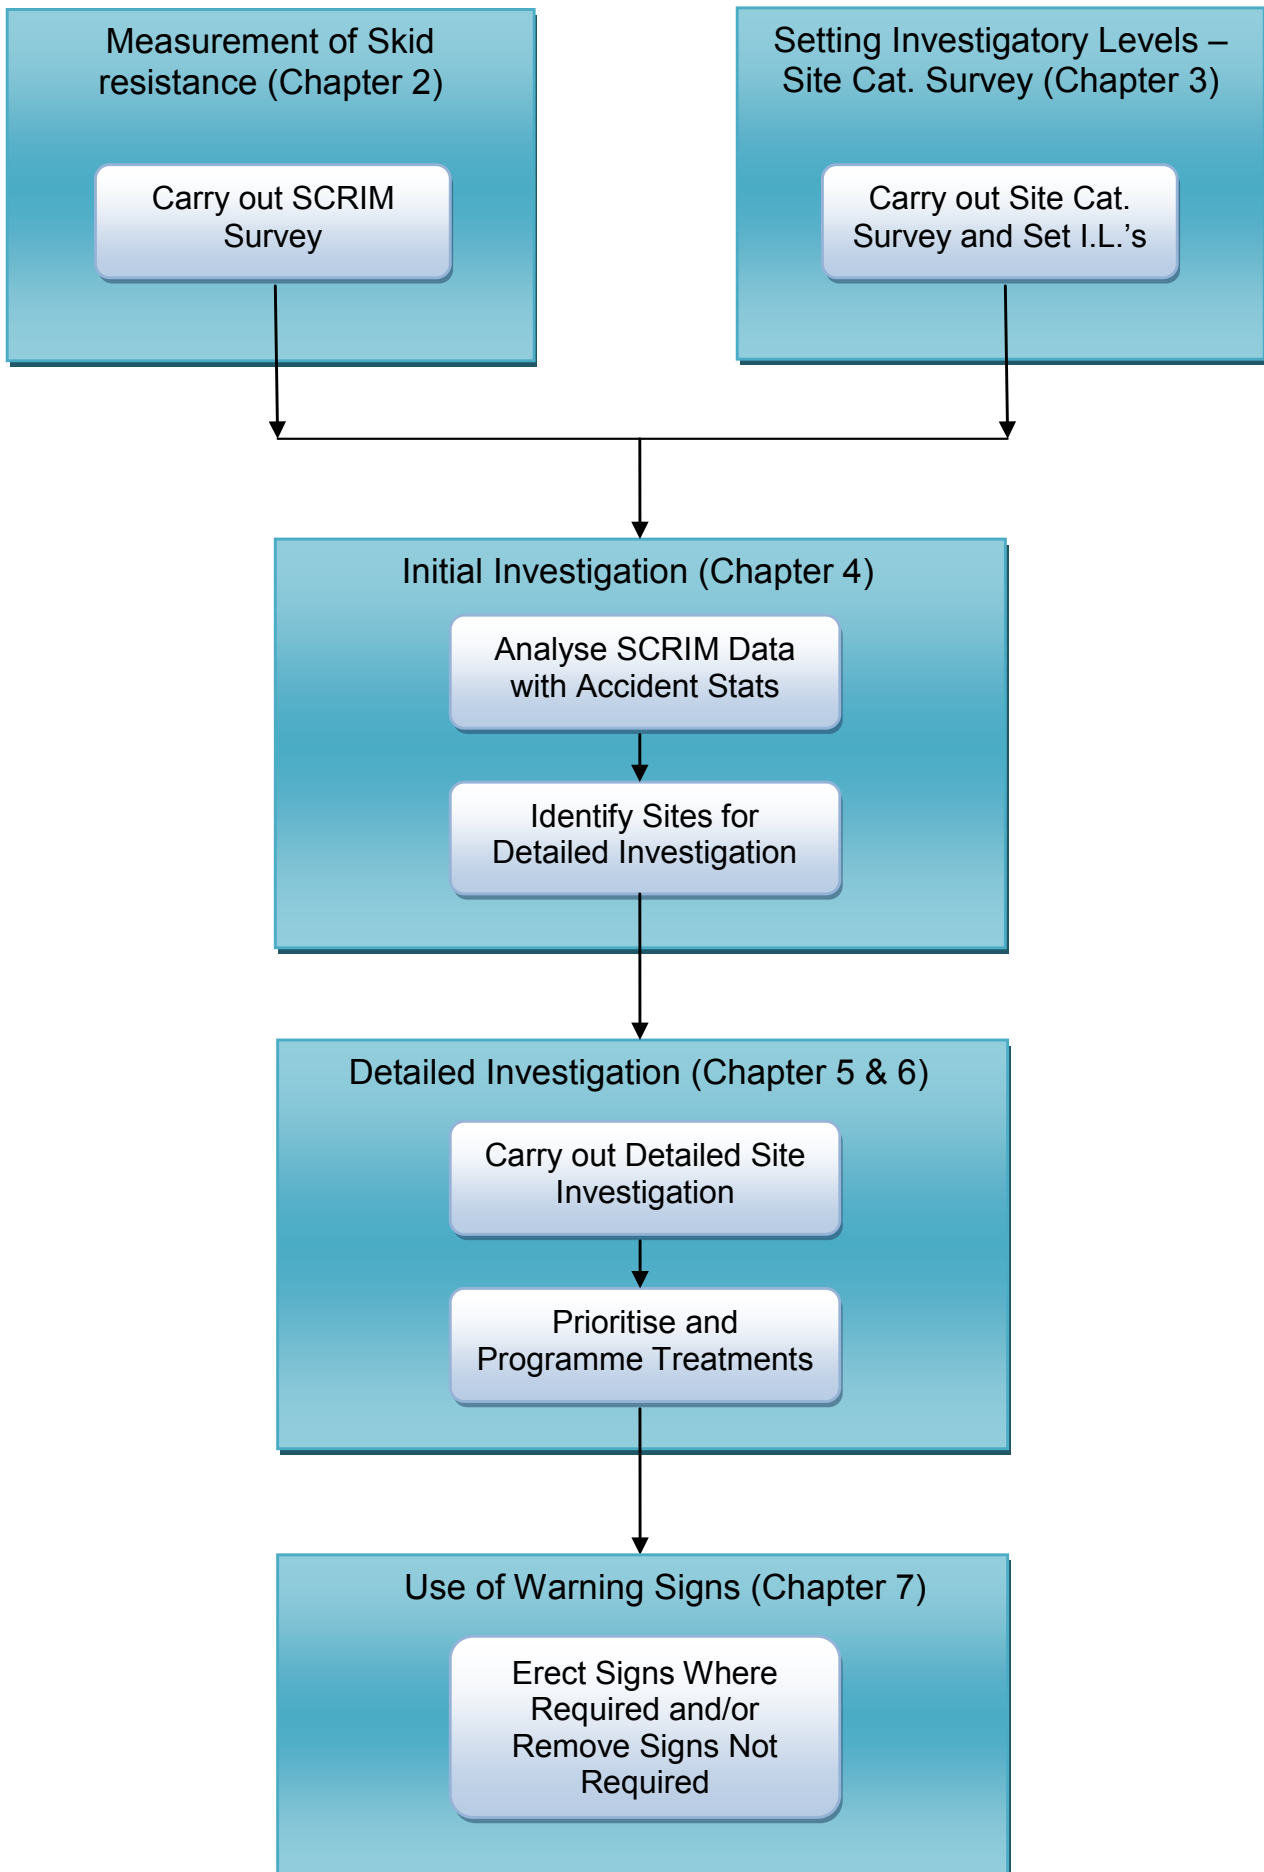 Measurement of Skid
resistance (Chapter 2)
Carry out SCRIM
Survey
Setting Investigatory Levels –
Site Cat. Survey (Chapter 3)
Carry out Site Cat.
Survey and Set I.L.’s
Initial Investigation (Chapter 4)
Analyse SCRIM Data
with Accident Stats
Identify Sites for
Detailed Investigation
Detailed Investigation (Chapter 5 & 6)
Carry out Detailed Site
Investigation
Prioritise and
Programme Treatments
Use of Warning Signs (Chapter 7)
Erect Signs Where
Required and/or
Remove Signs Not
Required